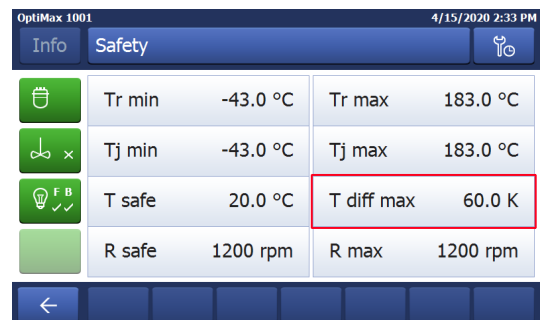 OptiMax 1001 4/15/2020 2:33 PM
Info Safety
Tr min -43.0 °C Tr max 183.0 °C
Tj min -43.0 °C Tj max 183.0 °C
F B
T safe 20.0 °C T diff max 60.0 K
R safe 1200 rpm R max 1200 rpm